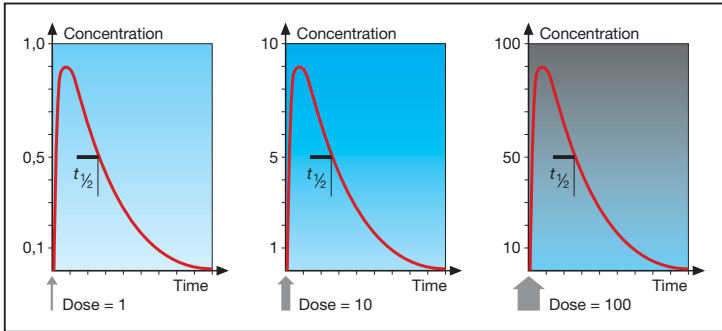 Concentration
1,0
0,5
0,1
t½
Time
Dose = 1
Concentration
10
5
1
t½
Time
Dose = 10
Concentration
100
50
10
t½
Time
Dose = 100